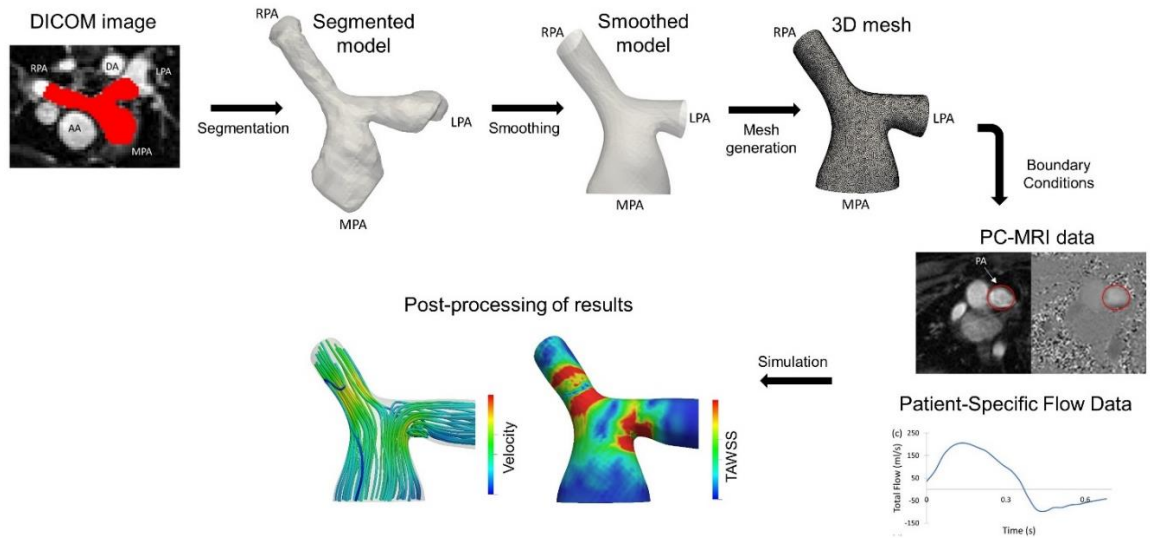 DICOM image
RPA
DA
LPA
AA
MPA
Segmentation
Segmented
model
RPA
LPA
MPA
Smoothing
Smoothed
model
RPA
LPA
MPA
Mesh
generation
3D mesh
RPA
LPA
MPA
Boundary
Conditions
PC-MRI data
PA
Simulation
Post-processing of results
Velocity
TAWSS
Patient-Specific Flow Data
(c)
Total Flow (ml/s)
250
150
50
-50
-150
0
0.3
0.6
Time (s)